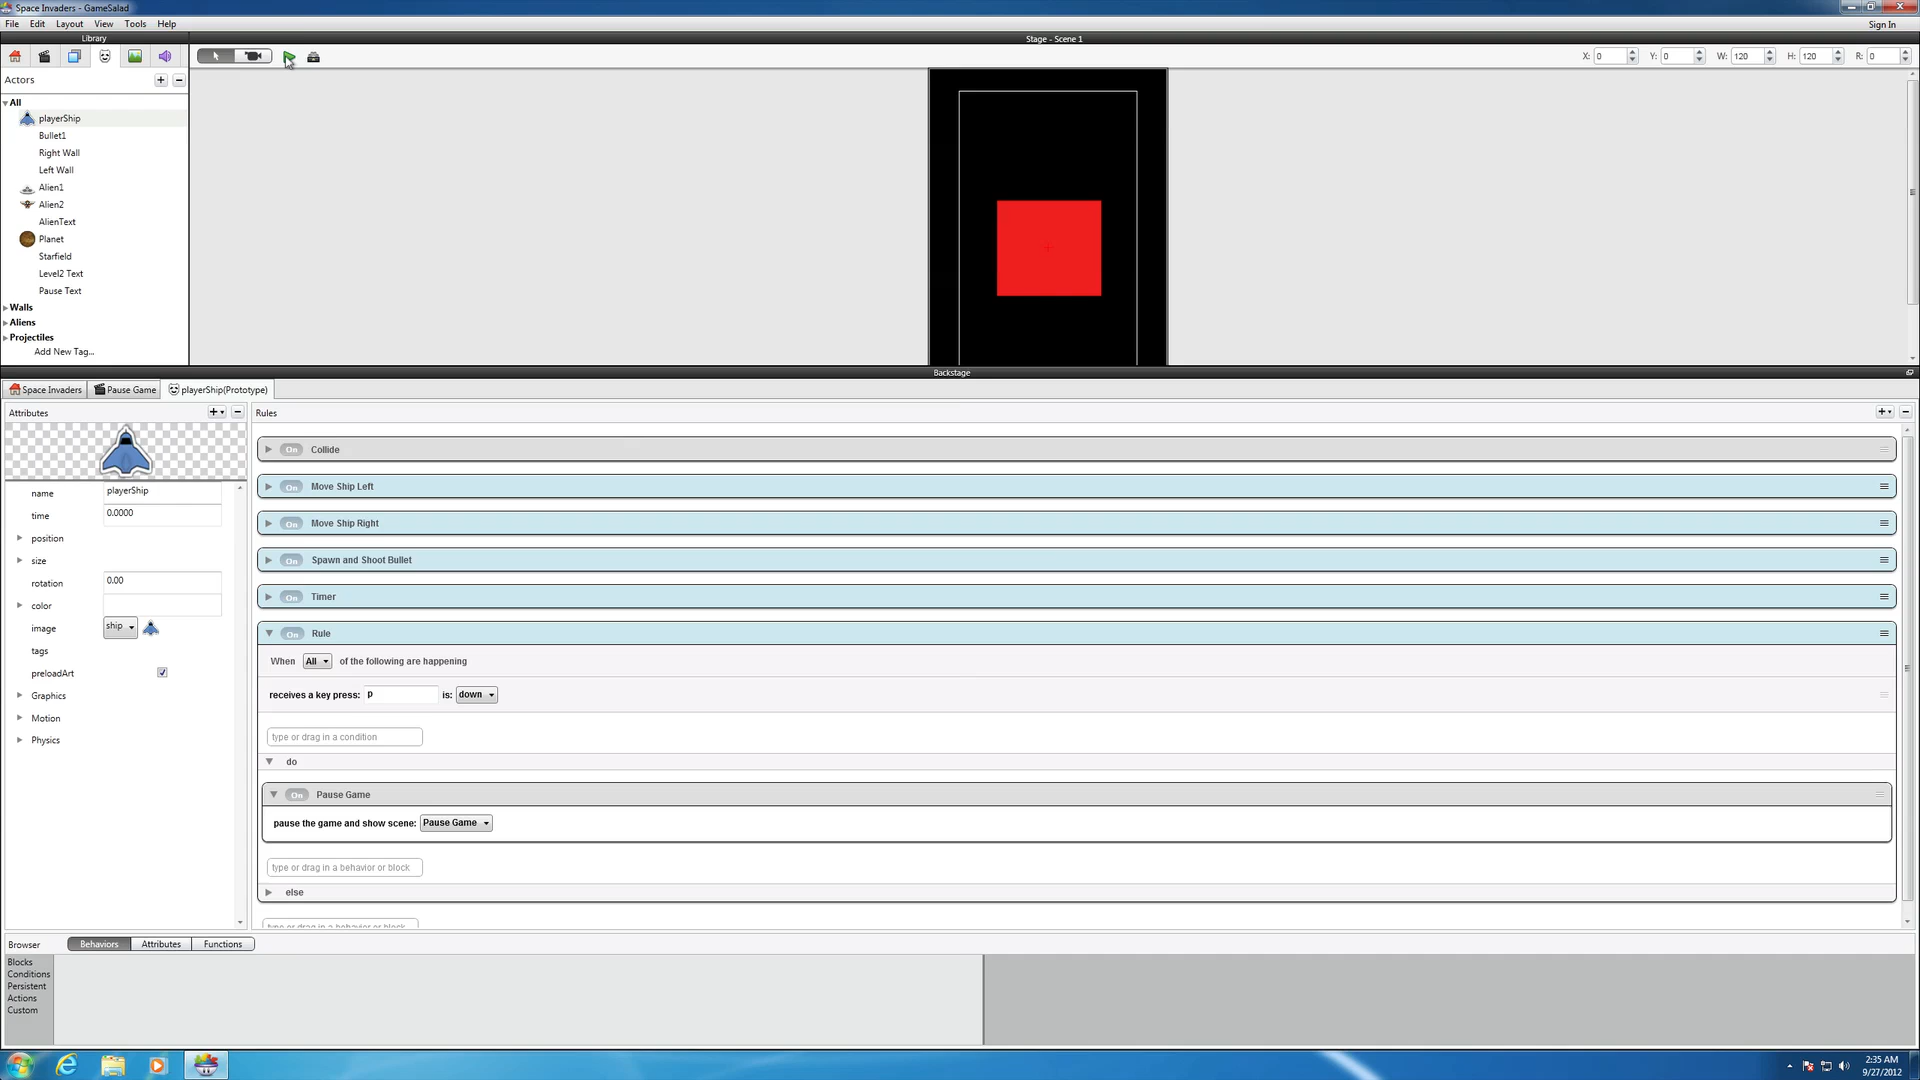 Space Invaders - GameSalad
File Edit Layout View Tools Help
Sign In
Library
Stage - Scene 1
X: 0 Y: 0 W: 120 H: 120 R: 0
Actors
All
playerShip
Bullet1
Right Wall
Left Wall
Alien1
Alien2
AlienText
Planet
Starfield
Level2 Text
Pause Text
Walls
Aliens
Projectiles
Add New Tag...
Backstage
Space Invaders Pause Game playerShip(Prototype)
Attributes
name playerShip
time 0.0000
position
size
rotation 0.00
color
image ship
tags
preloadArt
Graphics
Motion
Physics
Rules
On Collide
On Move Ship Left
On Move Ship Right
On Spawn and Shoot Bullet
On Timer
On Rule
When All of the following are happening
receives a key press: p is: down
type or drag in a condition
do
On Pause Game
pause the game and show scene: Pause Game
type or drag in a behavior or block
else
type or drag in a behavior or block
Browser Behaviors Attributes Functions
Blocks
Conditions
Persistent
Actions
Custom
2:35 AM
9/27/2012